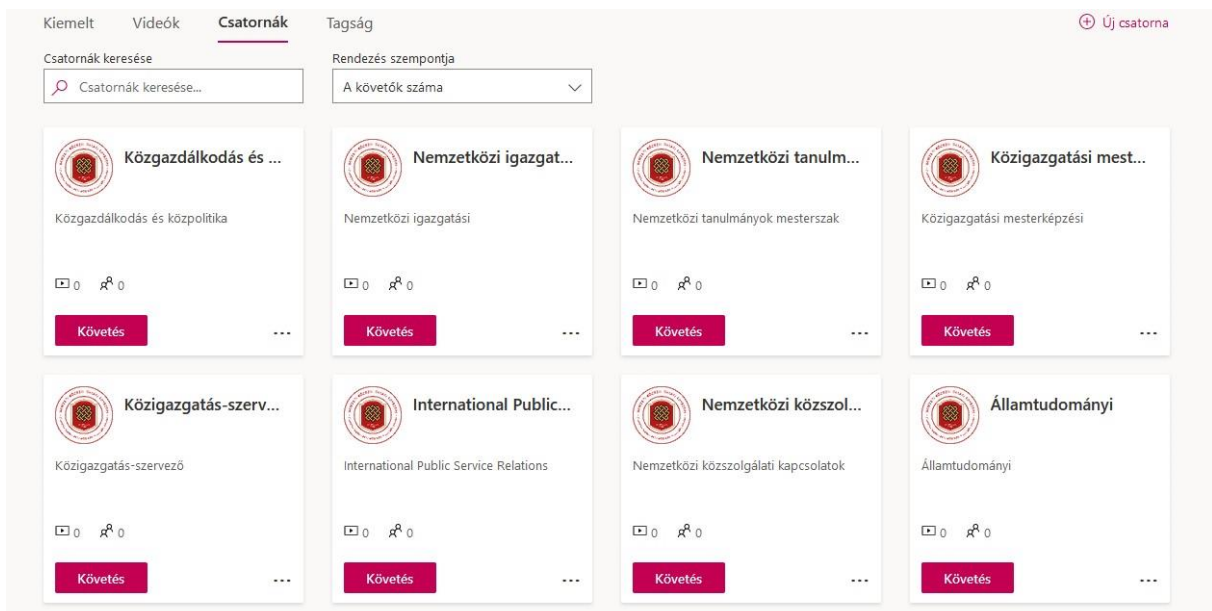 Kiemelt Videók Csatornák Tagság Új csatorna
Csatornák keresése Rendezés szempontja
Csatornák keresése... A követők száma
Közgazdálkodás és ... Nemzetközi igazgat... Nemzetközi tanulm... Közigazgatási mest...
Közgazdálkodás és közpolitika Nemzetközi igazgatási Nemzetközi tanulmányok mesterszak Közigazgatási mesterképzési
0 0 0 0 0 0 0 0
Követés ... Követés ... Követés ... Követés ...
Közigazgatás-szerv... International Public... Nemzetközi közszol... Államtudományi
Közigazgatás-szervező International Public Service Relations Nemzetközi közszolgálati kapcsolatok Államtudományi
0 0 0 0 0 0 0 0
Követés ... Követés ... Követés ... Követés ...